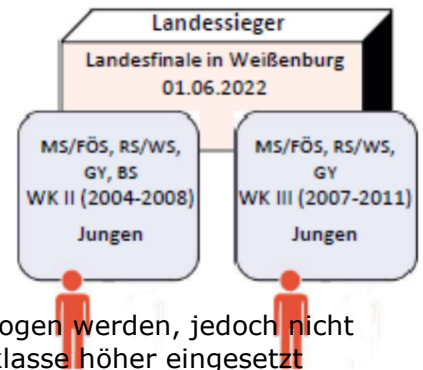 Landessieger
Landesfinale in Weißenburg
01.06.2022
MS/FÖS, RS/WS,
GY, BS
WK II (2004-2008)
Jungen
MS/FÖS, RS/WS,
GY
WK III (2007-2011)
Jungen
ogen werden, jedoch nicht
klasse höher eingesetzt